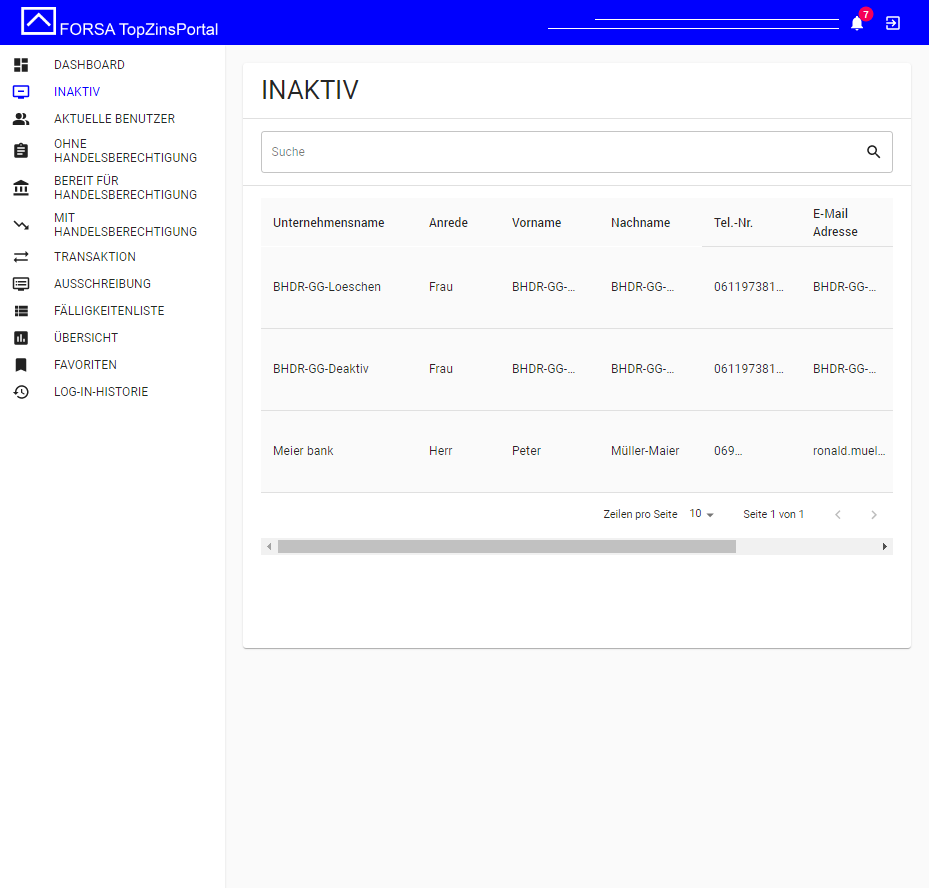 FORSA TopZinsPortal
7
DASHBOARD
INAKTIV
AKTUELLE BENUTZER
OHNE
HANDELSBERECHTIGUNG
BEREIT FÜR
HANDELSBERECHTIGUNG
MIT
HANDELSBERECHTIGUNG
TRANSAKTION
AUSSCHREIBUNG
FÄLLIGKEITENLISTE
ÜBERSICHT
FAVORITEN
LOG-IN-HISTORIE
INAKTIV
Suche
Unternehmensname Anrede Vorname Nachname Tel.-Nr. E-Mail Adresse
BHDR-GG-Loeschen Frau BHDR-GG-... BHDR-GG-... 061197381... BHDR-GG-...
BHDR-GG-Deaktiv Frau BHDR-GG-... BHDR-GG-... 061197381... BHDR-GG-...
Meier bank Herr Peter Müller-Maier 069... ronald.muel...
Zeilen pro Seite 10 Seite 1 von 1